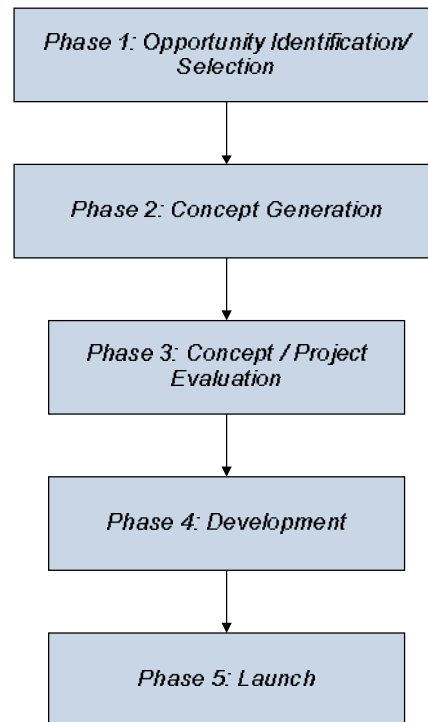 Phase 1: Opportunity Identification/
Selection
Phase 2: Concept Generation
Phase 3: Concept / Project
Evaluation
Phase 4: Development
Phase 5: Launch